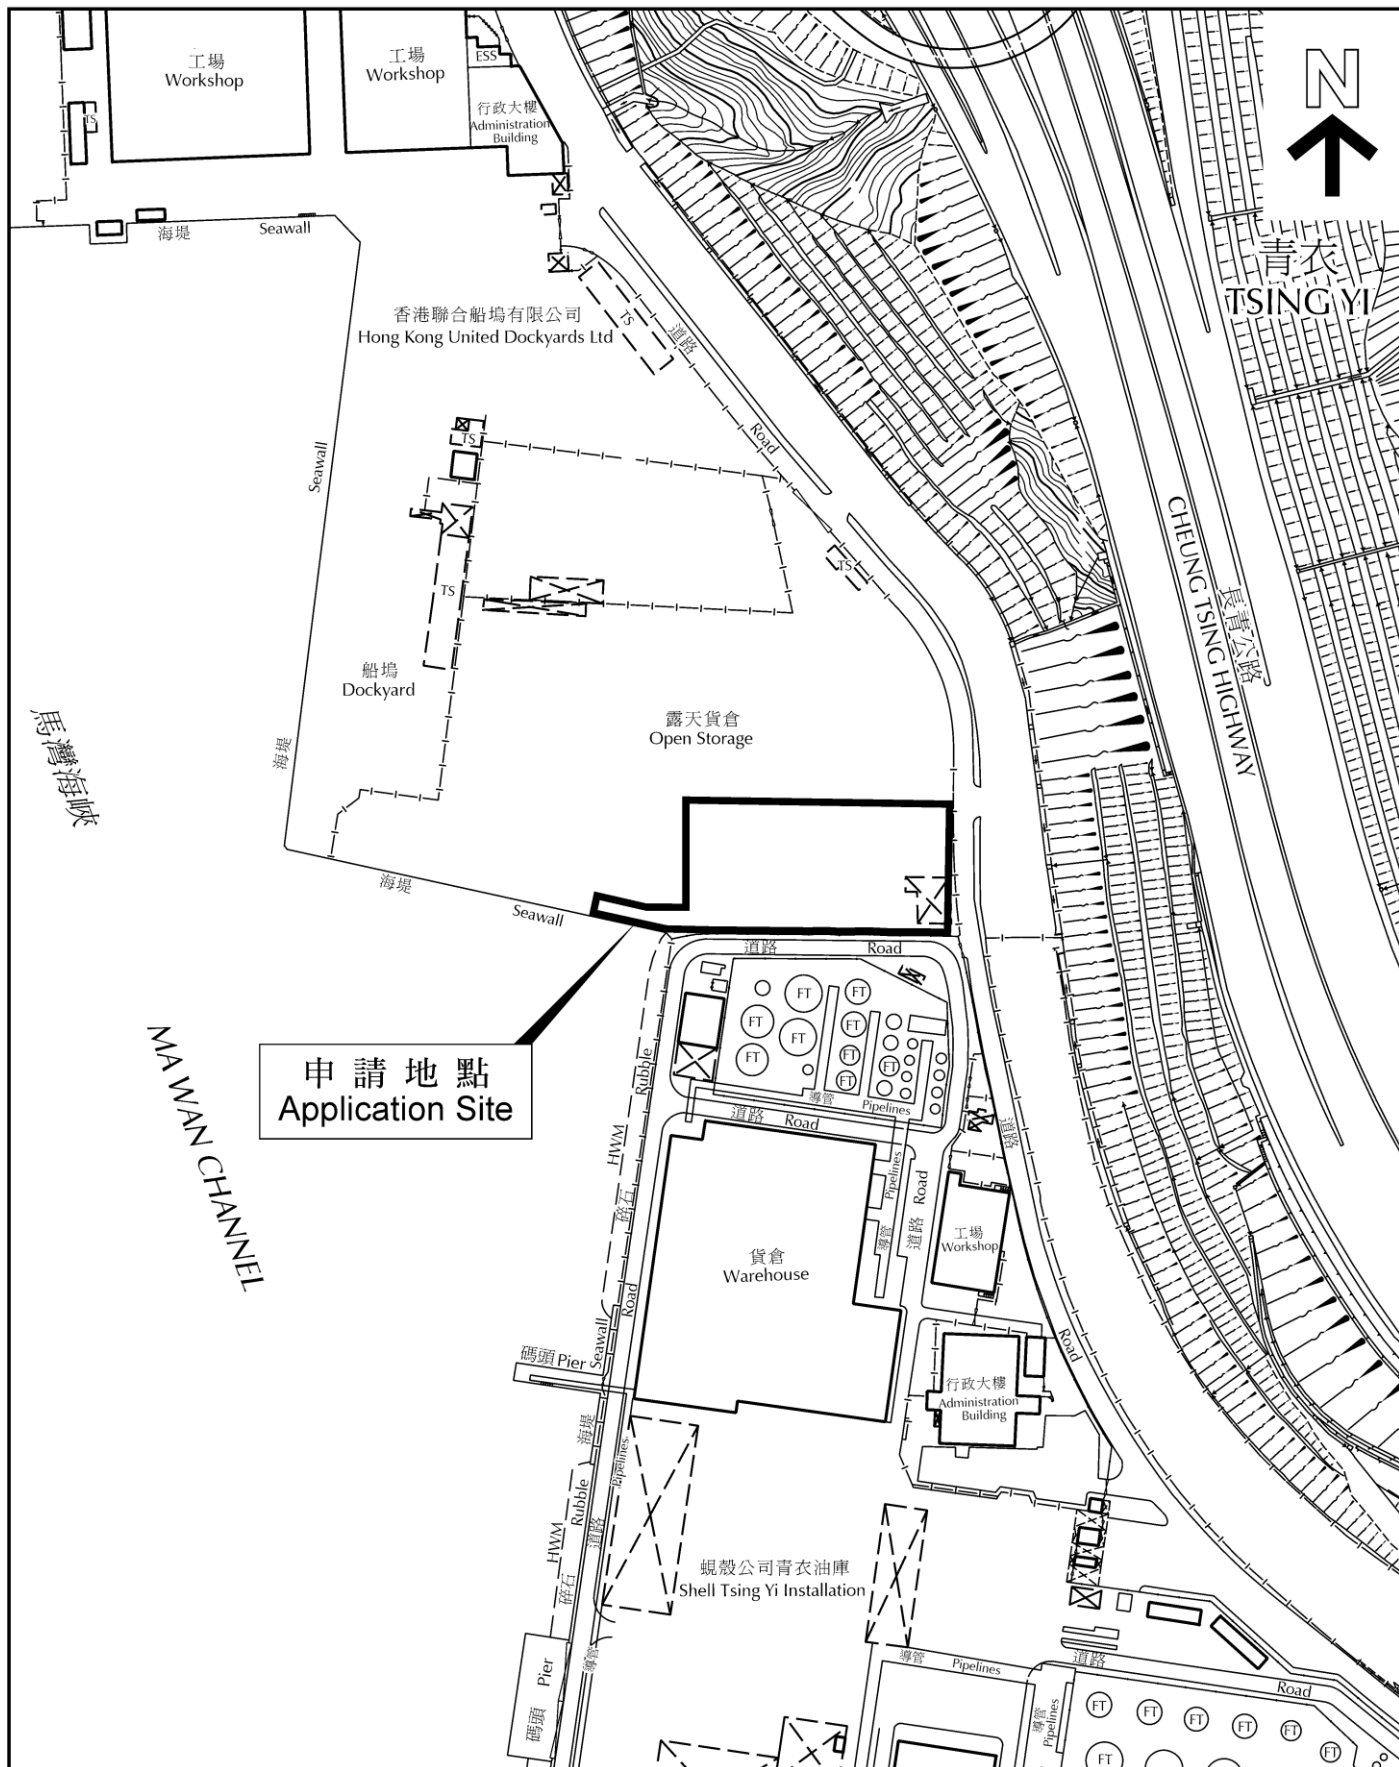 工場
Workshop
工場
Workshop
ESS
行政大樓
Administration
Building
TS
N
海堤
Seawall
青衣
TSING YI
香港聯合船塢有限公司
Hong Kong United Dockyards Ltd
TS
道路
Road
Seawall
TS
TS
TS
CHEUNG TSING HIGHWAY
長青公路
船塢
Dockyard
露天貨倉
Open Storage
海堤
馬灣海峽
海堤
Seawall
道路
Road
FT
FT
FT
FT
FT
FT
FT
FT
FT
導管
Pipelines
申請地點
Application Site
MA WAN CHANNEL
Rubble
HWM
碎石
道路
Road
道路
Pipelines
導管
Road
道路
工場
Workshop
貨倉
Warehouse
Road
Seawall
碼頭 Pier
Road
行政大樓
Administration
Building
海堤
Pipelines
Rubble
道路
HWM
碎石
蜆殼公司青衣油庫
Shell Tsing Yi Installation
導管
碼頭
Pier
導管
Pipelines
道路
Road
導管
Pipelines
FT
FT
FT
FT
FT
FT
FT